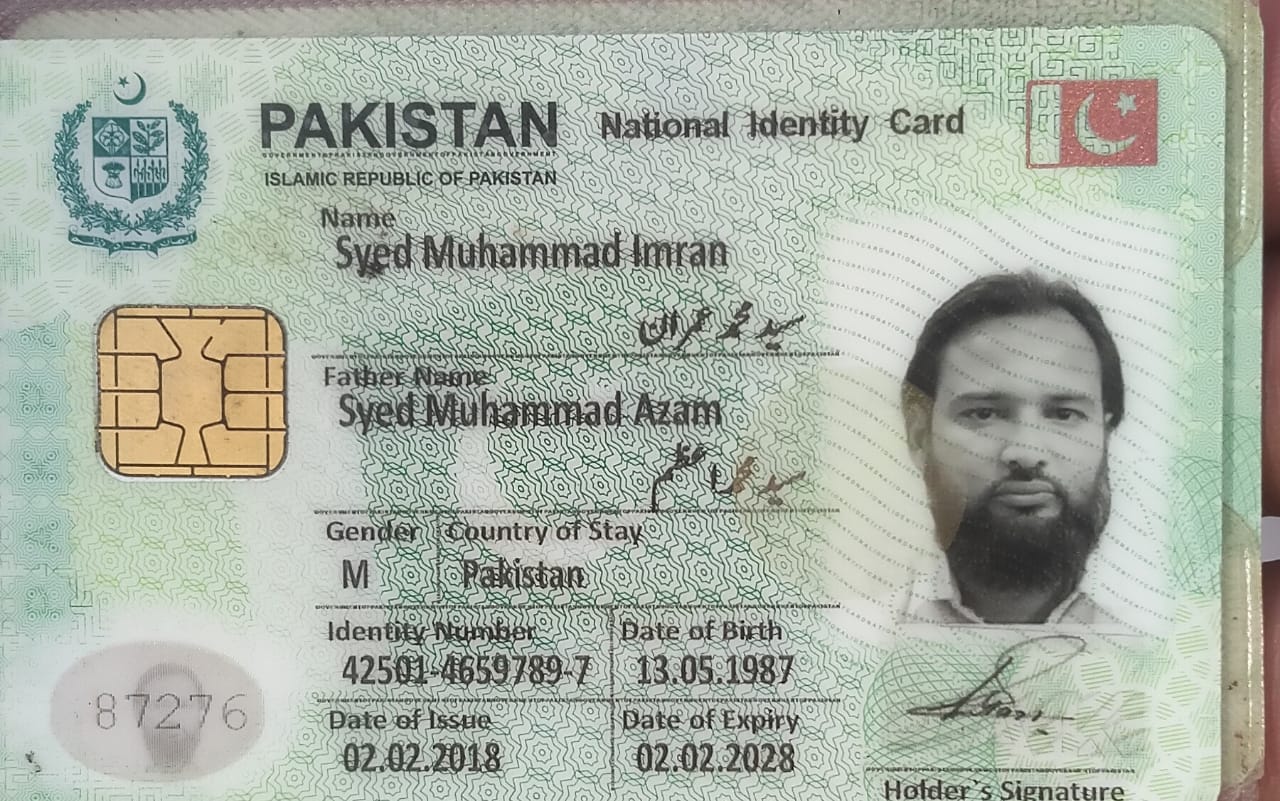 PAKISTAN National Identity Card
ISLAMIC REPUBLIC OF PAKISTAN
Name
Syed Muhammad Imran
سید محمد عمران
Father Name
Syed Muhammad Azam
سید محمد اعظم
Gender Country of Stay
M Pakistan
Identity Number Date of Birth
42501-4659789-7 13.05.1987
87276
Date of Issue Date of Expiry
02.02.2018 02.02.2028
Holder's Signature